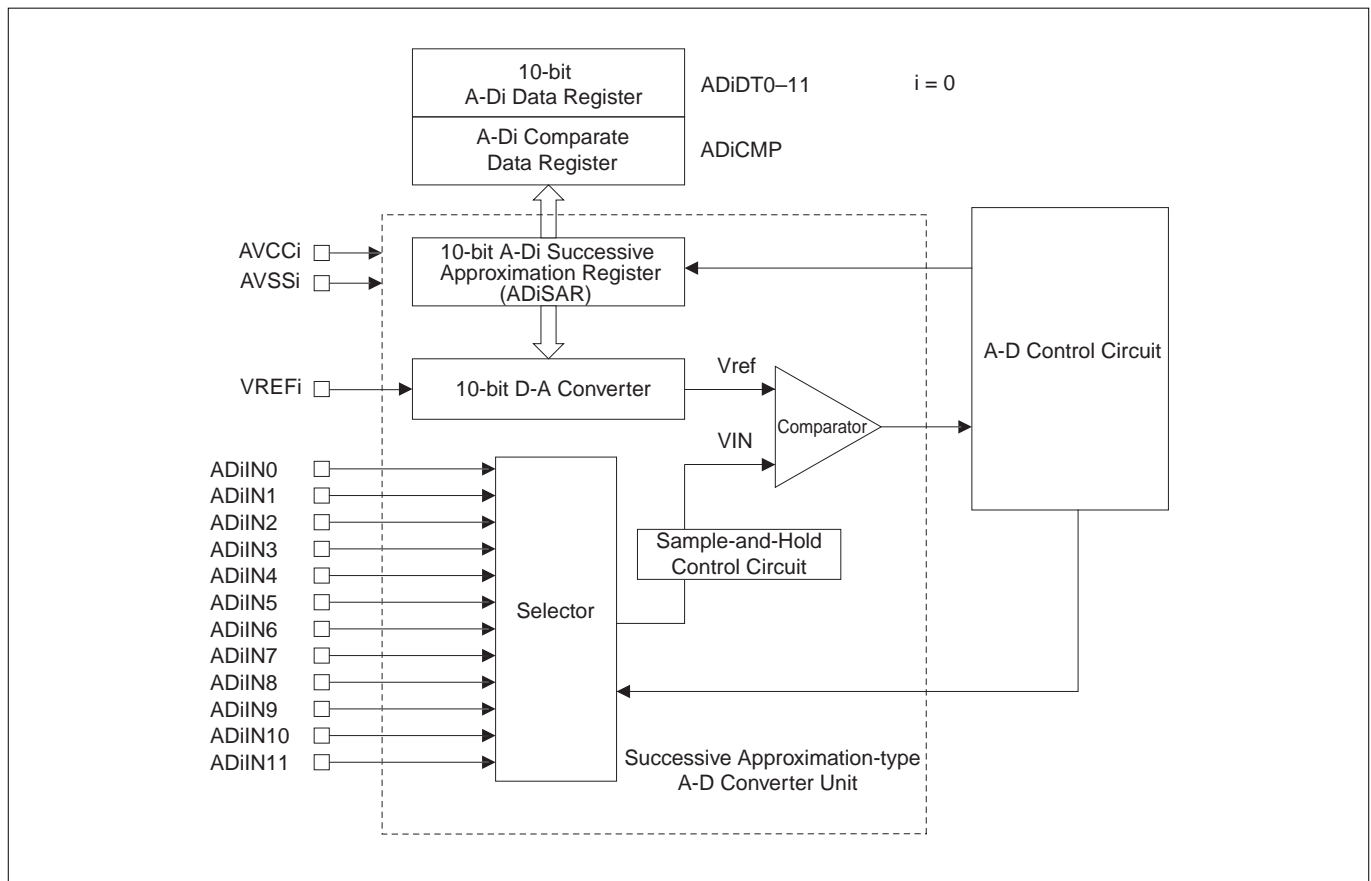 10-bit
A-Di Data Register
ADiDT0–11
i = 0
A-Di Comparate
Data Register
ADiCMP
AVCCi
AVSSi
10-bit A-Di Successive
Approximation Register
(ADiSAR)
A-D Control Circuit
VREFi
10-bit D-A Converter
Vref
VIN
Comparator
ADiIN0
ADiIN1
ADiIN2
ADiIN3
ADiIN4
ADiIN5
ADiIN6
ADiIN7
ADiIN8
ADiIN9
ADiIN10
ADiIN11
Selector
Sample-and-Hold
Control Circuit
Successive Approximation-type
A-D Converter Unit